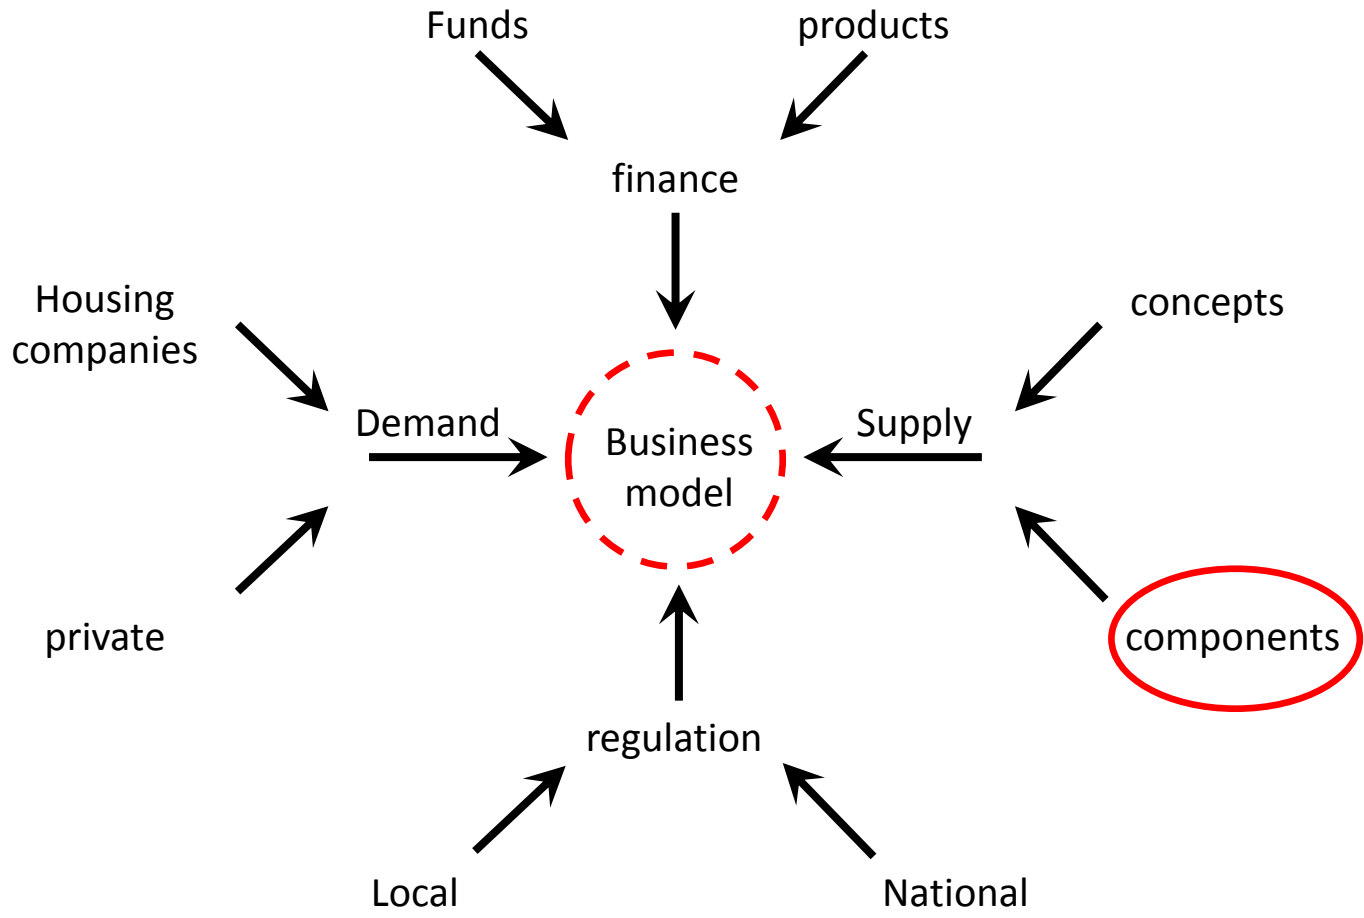 Funds
products
finance
Housing
companies
concepts
Demand
Business
model
Supply
private
components
regulation
Local
National